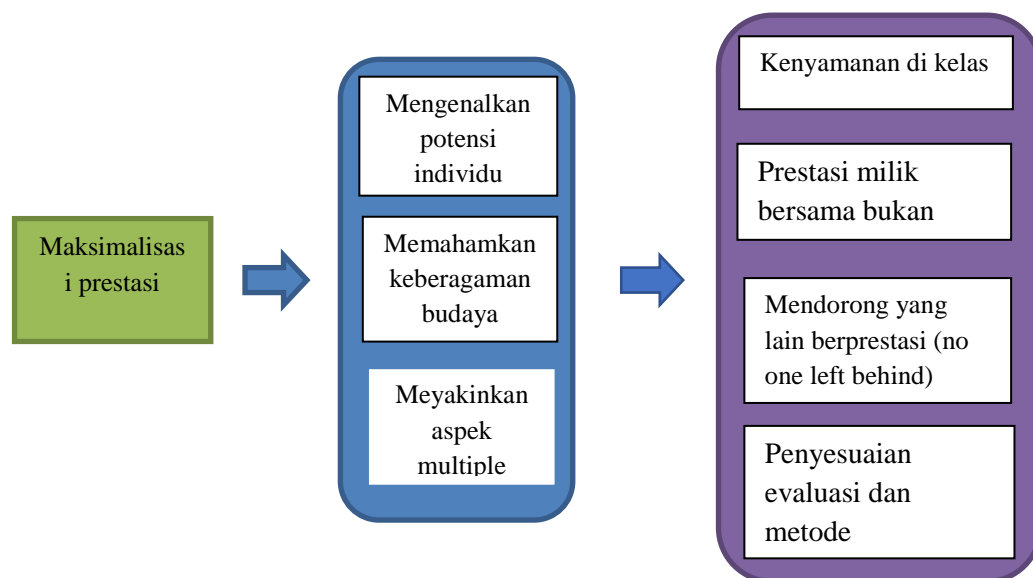 Maksimalisas
i prestasi
Mengenalkan
potensi
individu
Memahamkan
keberagaman
budaya
Meyakinkan
aspek
multiple
Kenyamanan di kelas
Prestasi milik
bersama bukan
Mendorong yang
lain berprestasi (no
one left behind)
Penyesuaian
evaluasi dan
metode